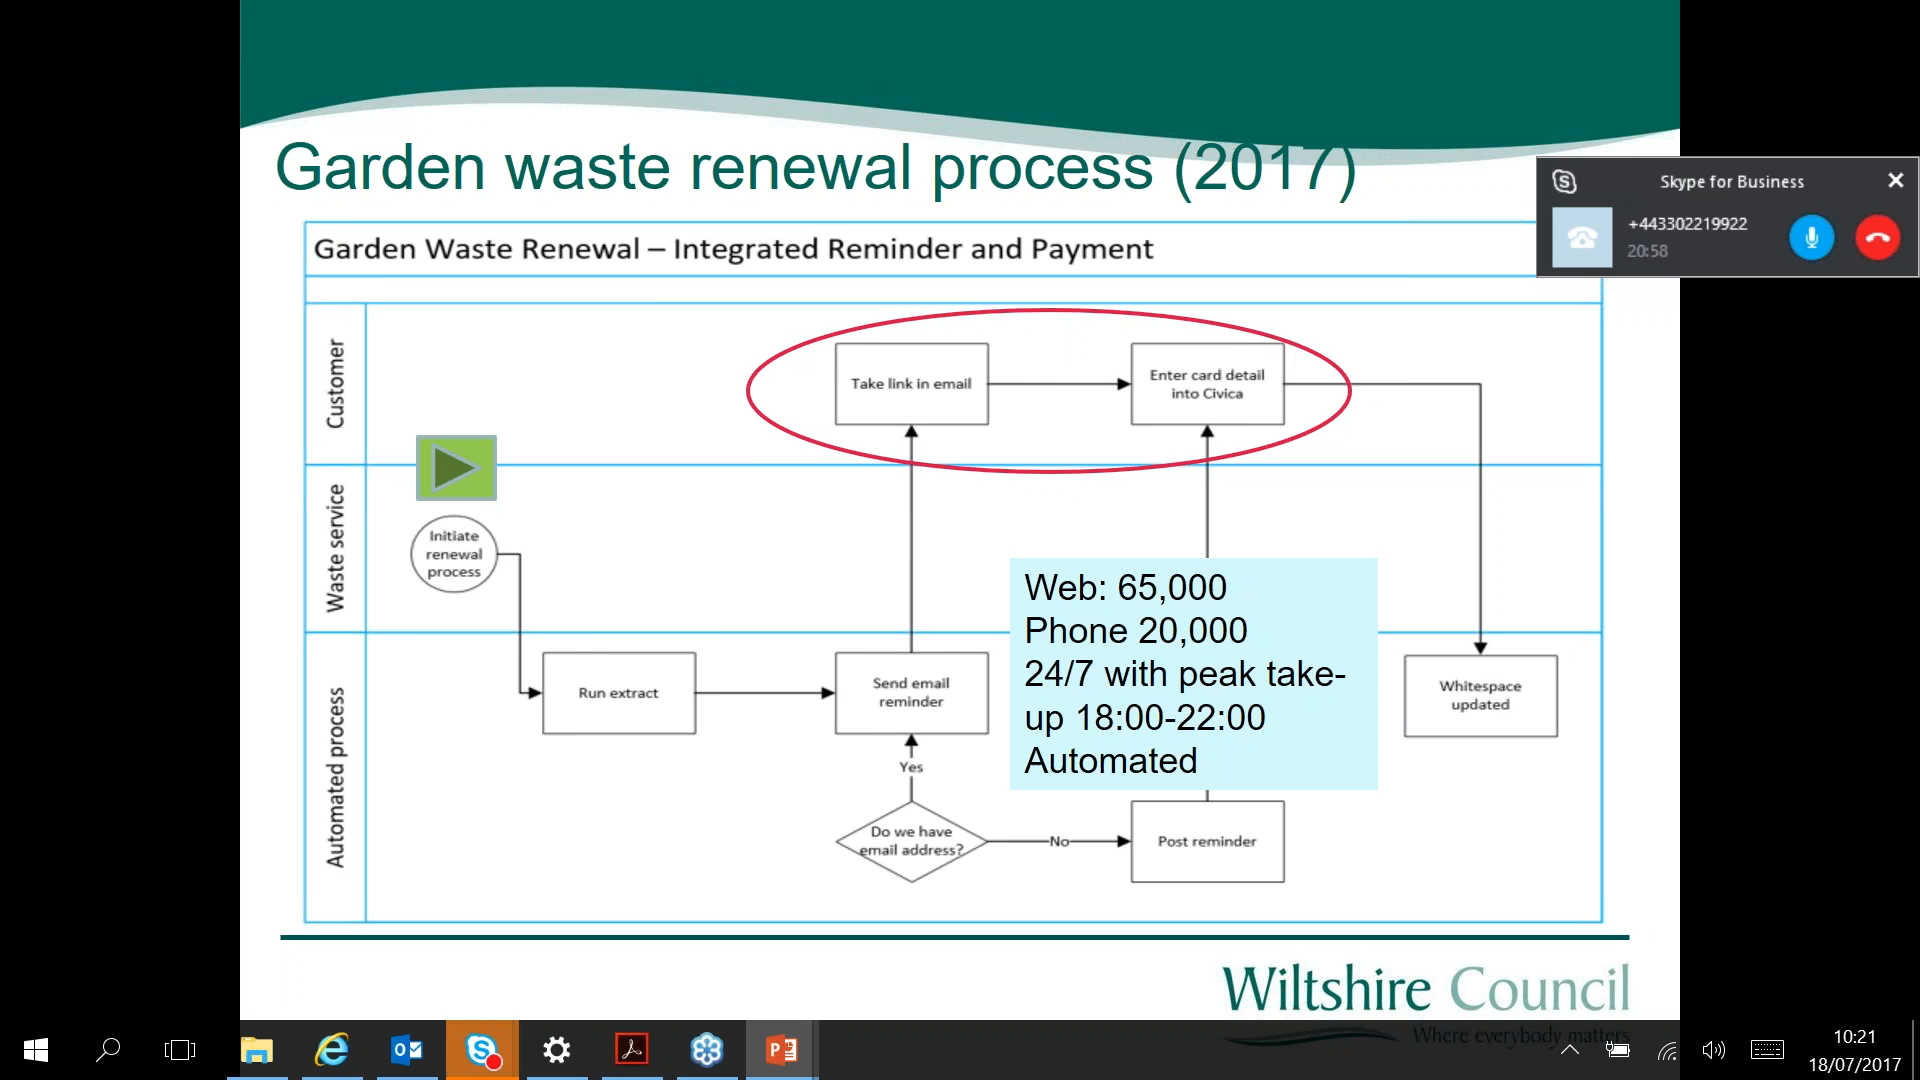 Garden waste renewal process (2017)
Skype for Business
+443302219922
20:58
Garden Waste Renewal – Integrated Reminder and Payment
Customer
Take link in email
Enter card detail
into Civica
Waste service
Initiate
renewal
process
Automated process
Run extract
Send email
reminder
Yes
Do we have
email address?
No
Post reminder
Web: 65,000
Phone 20,000
24/7 with peak take-
up 18:00-22:00
Automated
Whitespace
updated
Wiltshire Council
Where everybody matters
10:21
18/07/2017